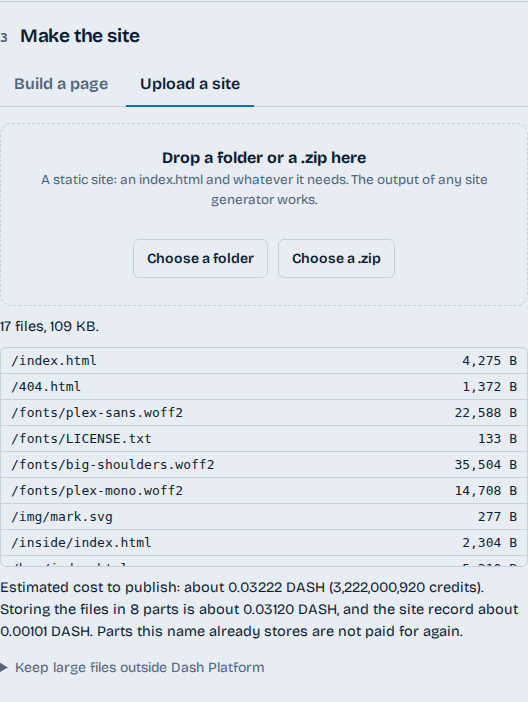 3 Make the site
Build a page Upload a site
Drop a folder or a .zip here
A static site: an index.html and whatever it needs. The output of any site
generator works.
Choose a folder Choose a .zip
17 files, 109 KB.
/index.html 4,275 B
/404.html 1,372 B
/fonts/plex-sans.woff2 22,588 B
/fonts/LICENSE.txt 133 B
/fonts/big-shoulders.woff2 35,504 B
/fonts/plex-mono.woff2 14,708 B
/img/mark.svg 277 B
/inside/index.html 2,304 B
Estimated cost to publish: about 0.03222 DASH (3,222,000,920 credits).
Storing the files in 8 parts is about 0.03120 DASH, and the site record about
0.00101 DASH. Parts this name already stores are not paid for again.
Keep large files outside Dash Platform